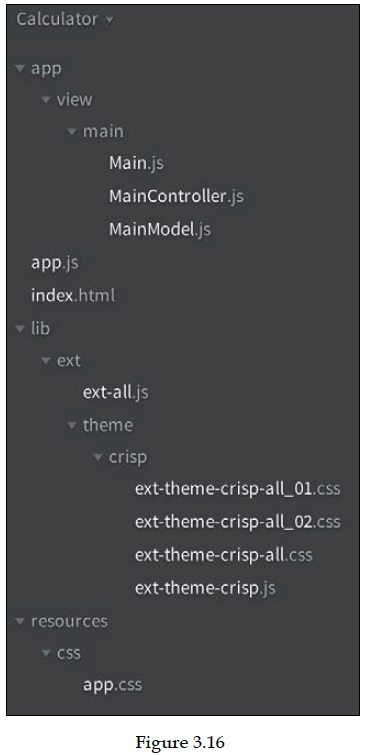 Calculator
app
view
main
Main.js
MainController.js
MainModel.js
app.js
index.html
lib
ext
ext-all.js
theme
crisp
ext-theme-crisp-all_01.css
ext-theme-crisp-all_02.css
ext-theme-crisp-all.css
ext-theme-crisp.js
resources
css
app.css
Figure 3.16